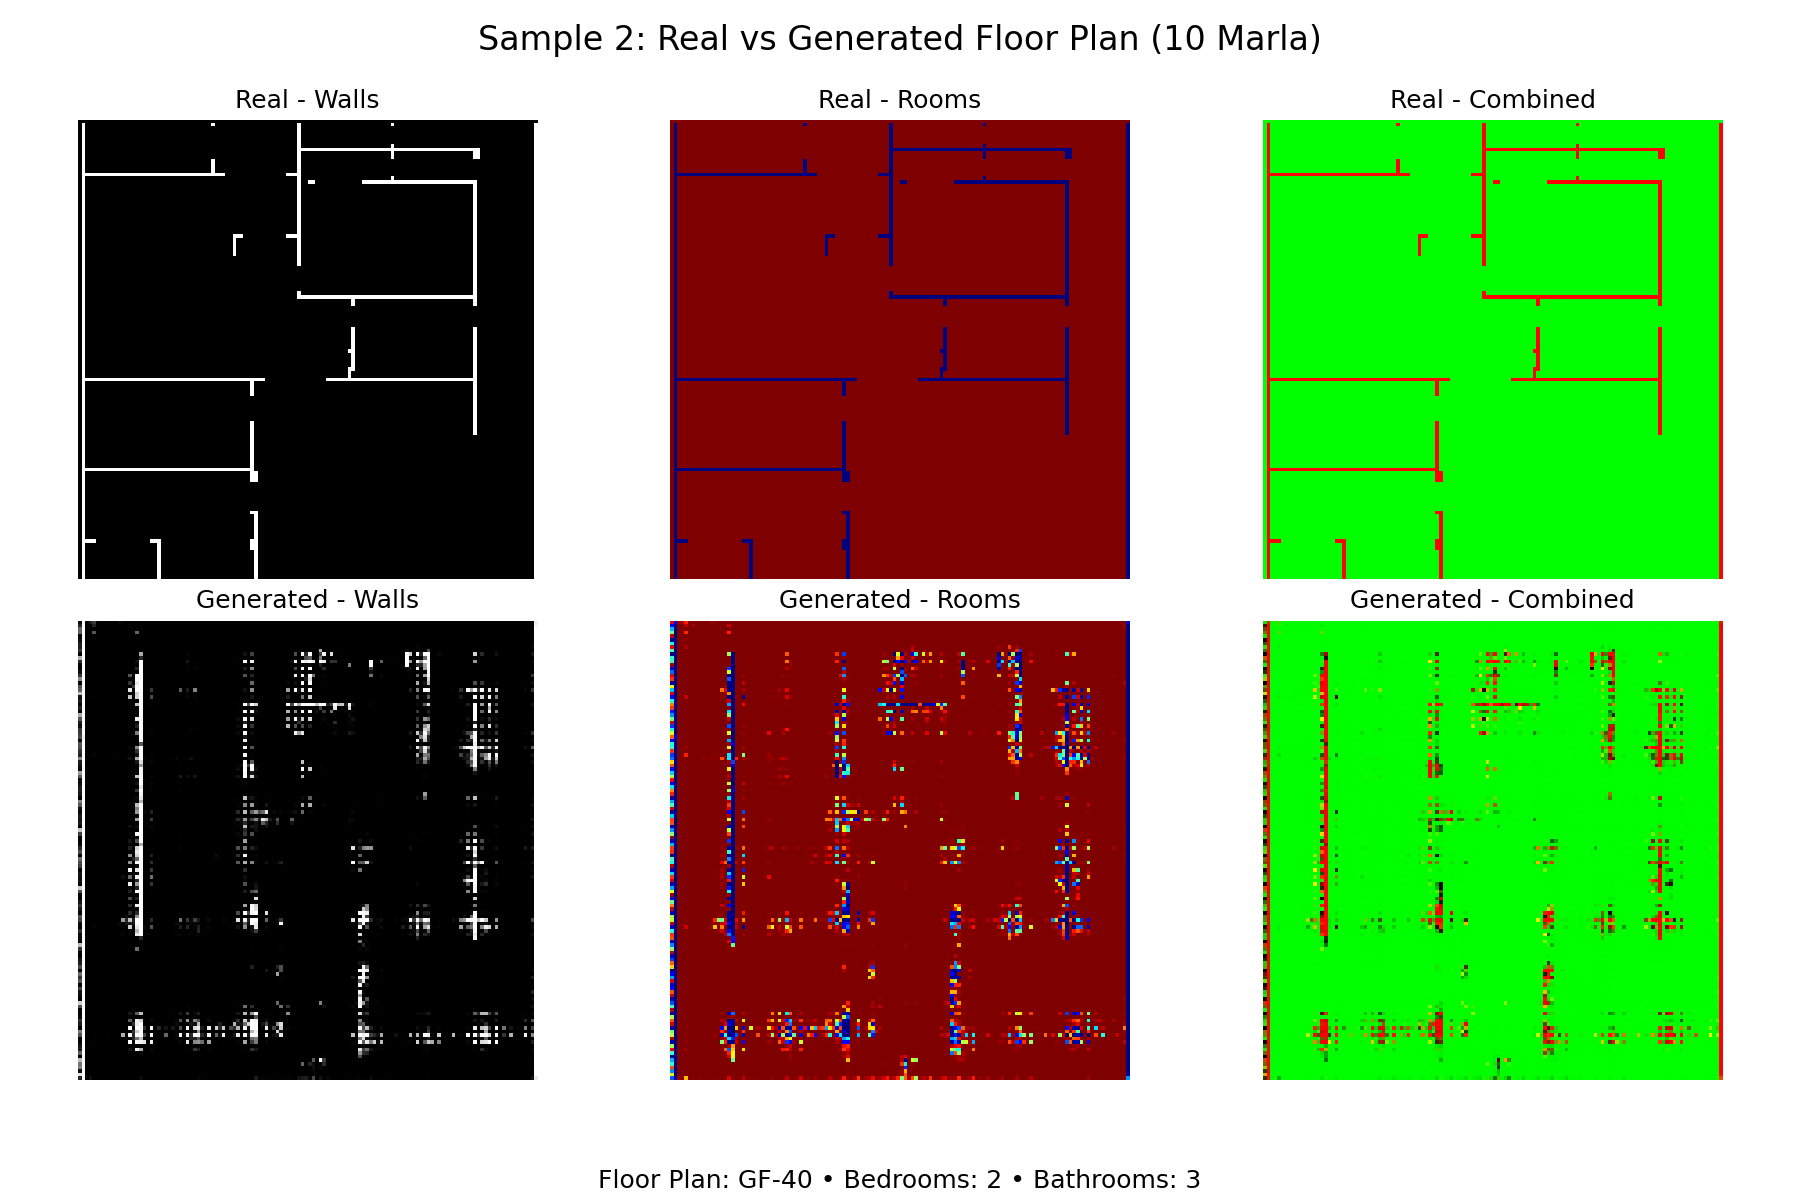 Sample 2: Real vs Generated Floor Plan (10 Marla)
Real - Walls
Real - Rooms
Real - Combined
Generated - Walls
Generated - Rooms
Generated - Combined
Floor Plan: GF-40 • Bedrooms: 2 • Bathrooms: 3